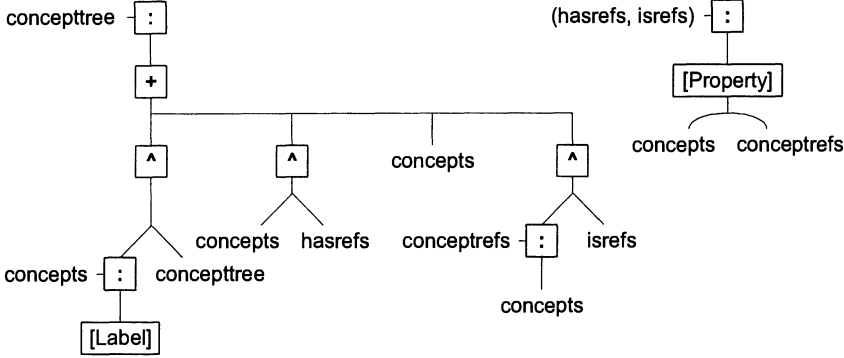 concepttree :
(hasrefs, isrefs) :
+
[Property]
concepts conceptrefs
^ ^ concepts ^
concepts hasrefs conceptrefs : isrefs
concepts : concepttree
concepts
[Label]